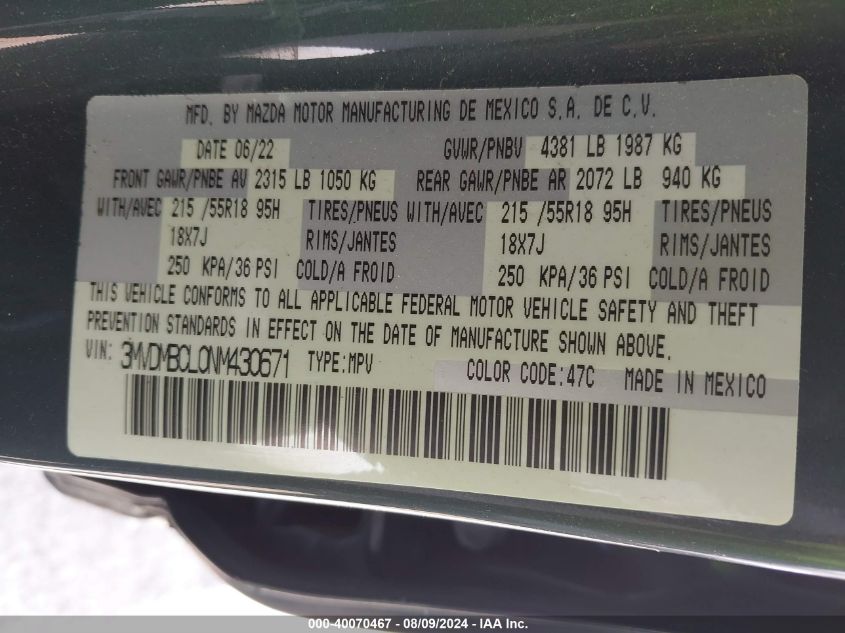 MFD. BY MAZDA MOTOR MANUFACTURING DE MEXICO S.A. DE C.V.
DATE 06/22 GVWR/PNBV 4381 LB 1987 KG
FRONT GAWR/PNBE AV 2315 LB 1050 KG REAR GAWR/PNBE AR 2072 LB 940 KG
WITH/AVEC 215 /55R18 95H TIRES/PNEUS WITH/AVEC 215 /55R18 95H TIRES/PNEUS
18X7J RIMS/JANTES 18X7J RIMS/JANTES
250 KPA/36 PSI COLD/A FROID 250 KPA/36 PSI COLD/A FROID
THIS VEHICLE CONFORMS TO ALL APPLICABLE FEDERAL MOTOR VEHICLE SAFETY AND THEFT
PREVENTION STANDARDS IN EFFECT ON THE DATE OF MANUFACTURE SHOWN ABOVE.
VIN: 3MVDMBCL0NM430671 TYPE:MPV COLOR CODE:47C MADE IN MEXICO
000-40070467 - 08/09/2024 - IAA Inc.